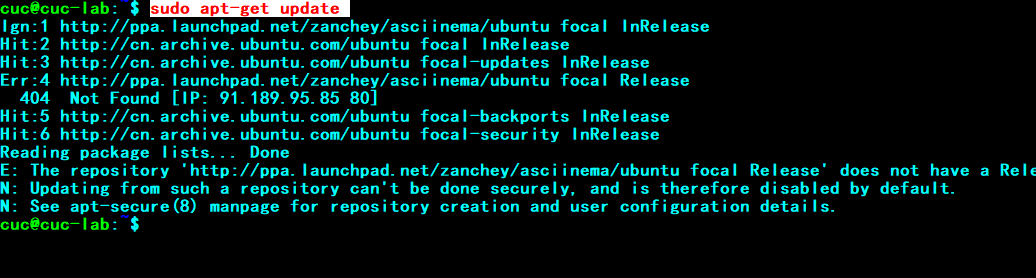 cuc@cuc-lab:~$ sudo apt-get update
Ign:1 http://ppa.launchpad.net/zanchey/asciinema/ubuntu focal InRelease
Hit:2 http://cn.archive.ubuntu.com/ubuntu focal InRelease
Hit:3 http://cn.archive.ubuntu.com/ubuntu focal-updates InRelease
Err:4 http://ppa.launchpad.net/zanchey/asciinema/ubuntu focal Release
  404  Not Found [IP: 91.189.95.85 80]
Hit:5 http://cn.archive.ubuntu.com/ubuntu focal-backports InRelease
Hit:6 http://cn.archive.ubuntu.com/ubuntu focal-security InRelease
Reading package lists... Done
E: The repository 'http://ppa.launchpad.net/zanchey/asciinema/ubuntu focal Release' does not have a Rele
N: Updating from such a repository can't be done securely, and is therefore disabled by default.
N: See apt-secure(8) manpage for repository creation and user configuration details.
cuc@cuc-lab:~$